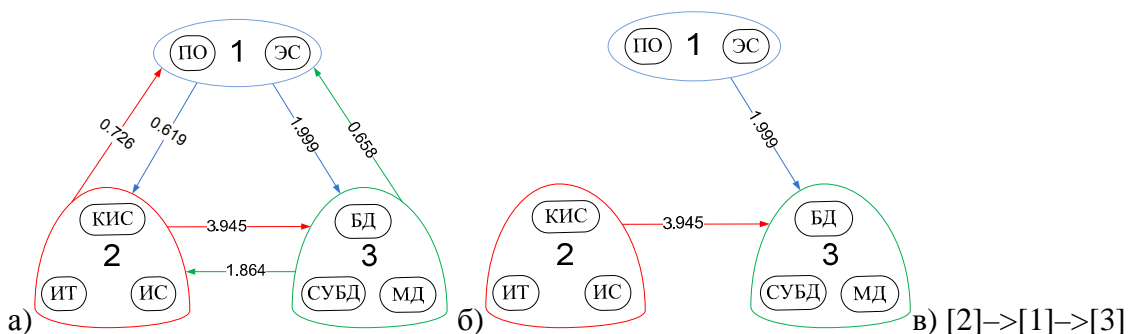 ПО 1 ЭС
0.726
0.619
1.999
0.658
КИС
2
ИТ ИС
3.945
1.864
БД
3
СУБД МД
а)
ПО 1 ЭС
1.999
КИС
2
ИТ ИС
3.945
БД
3
СУБД МД
б)
в) [2]–>[1]–>[3]